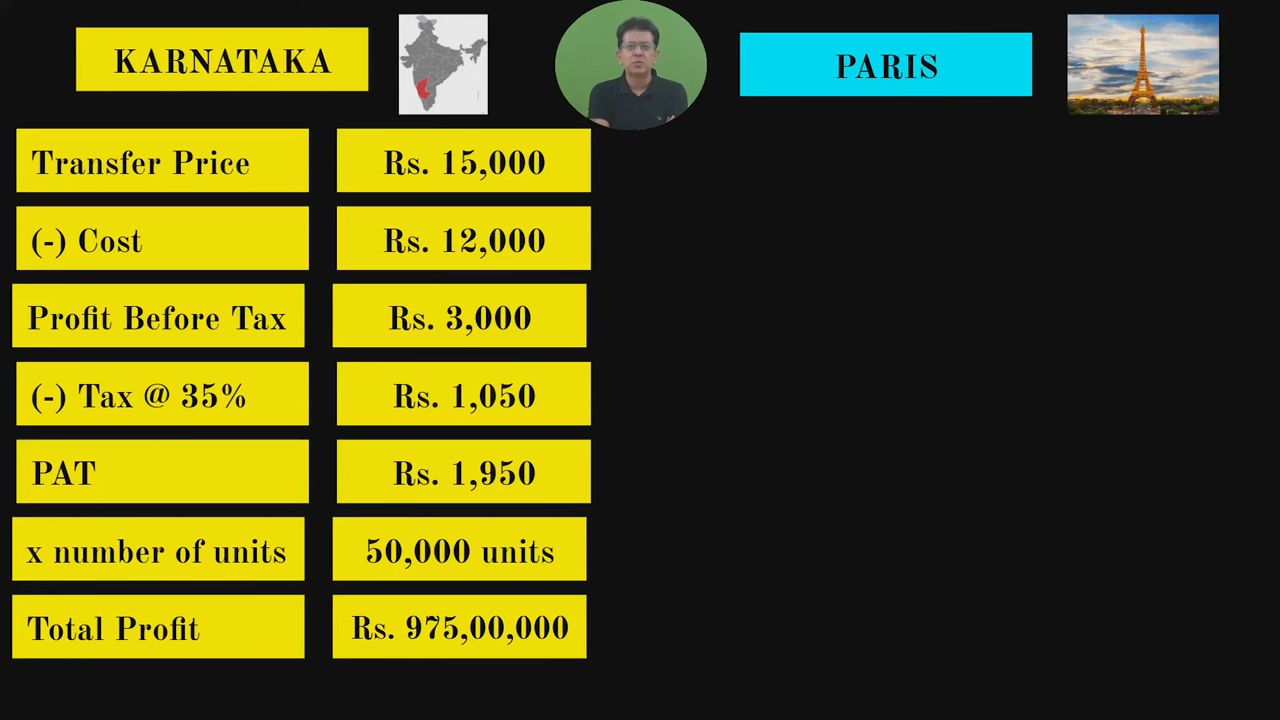 KARNATAKA
PARIS
Transfer Price
Rs. 15,000
(-) Cost
Rs. 12,000
Profit Before Tax
Rs. 3,000
(-) Tax @ 35%
Rs. 1,050
PAT
Rs. 1,950
x number of units
50,000 units
Total Profit
Rs. 975,00,000